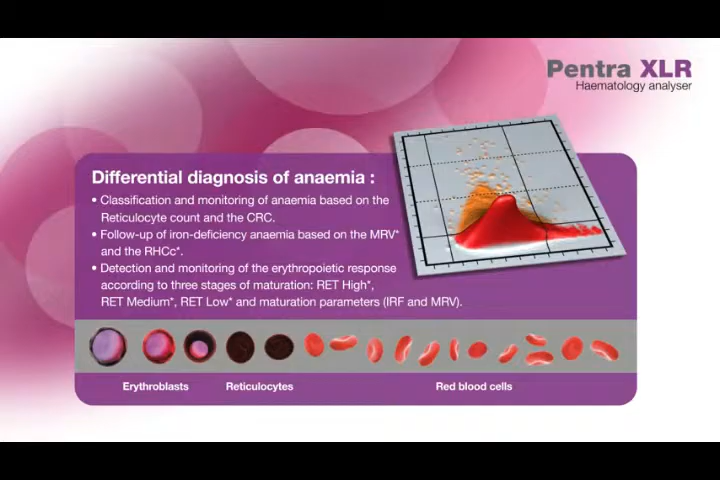 Pentra XLR
Haematology analyser
Differential diagnosis of anaemia :
• Classification and monitoring of anaemia based on the
Reticulocyte count and the CRC.
• Follow-up of iron-deficiency anaemia based on the MRV*
and the RHCc*.
• Detection and monitoring of the erythropoietic response
according to three stages of maturation: RET High*,
RET Medium*, RET Low* and maturation parameters (IRF and MRV).
Erythroblasts
Reticulocytes
Red blood cells